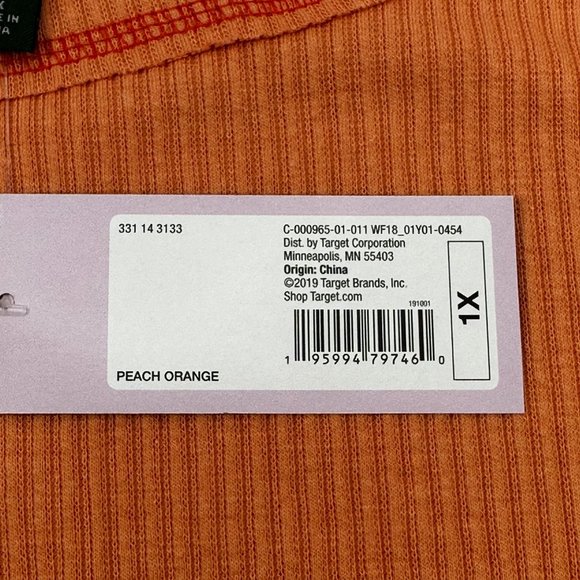 X
E IN
A
331 14 3133
C-000965-01-011 WF18_01Y01-0454
Dist. by Target Corporation
Minneapolis, MN 55403
Origin: China
©2019 Target Brands, Inc.
Shop Target.com
191001
1X
1 95994 79746 0
PEACH ORANGE